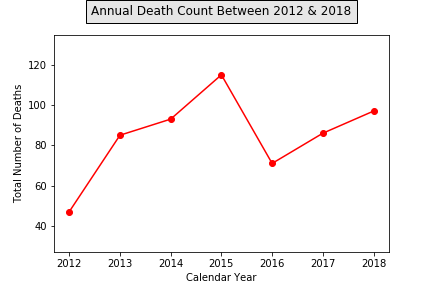 Annual Death Count Between 2012 & 2018
Total Number of Deaths
120
100
80
60
40
2012 2013 2014 2015 2016 2017 2018
Calendar Year